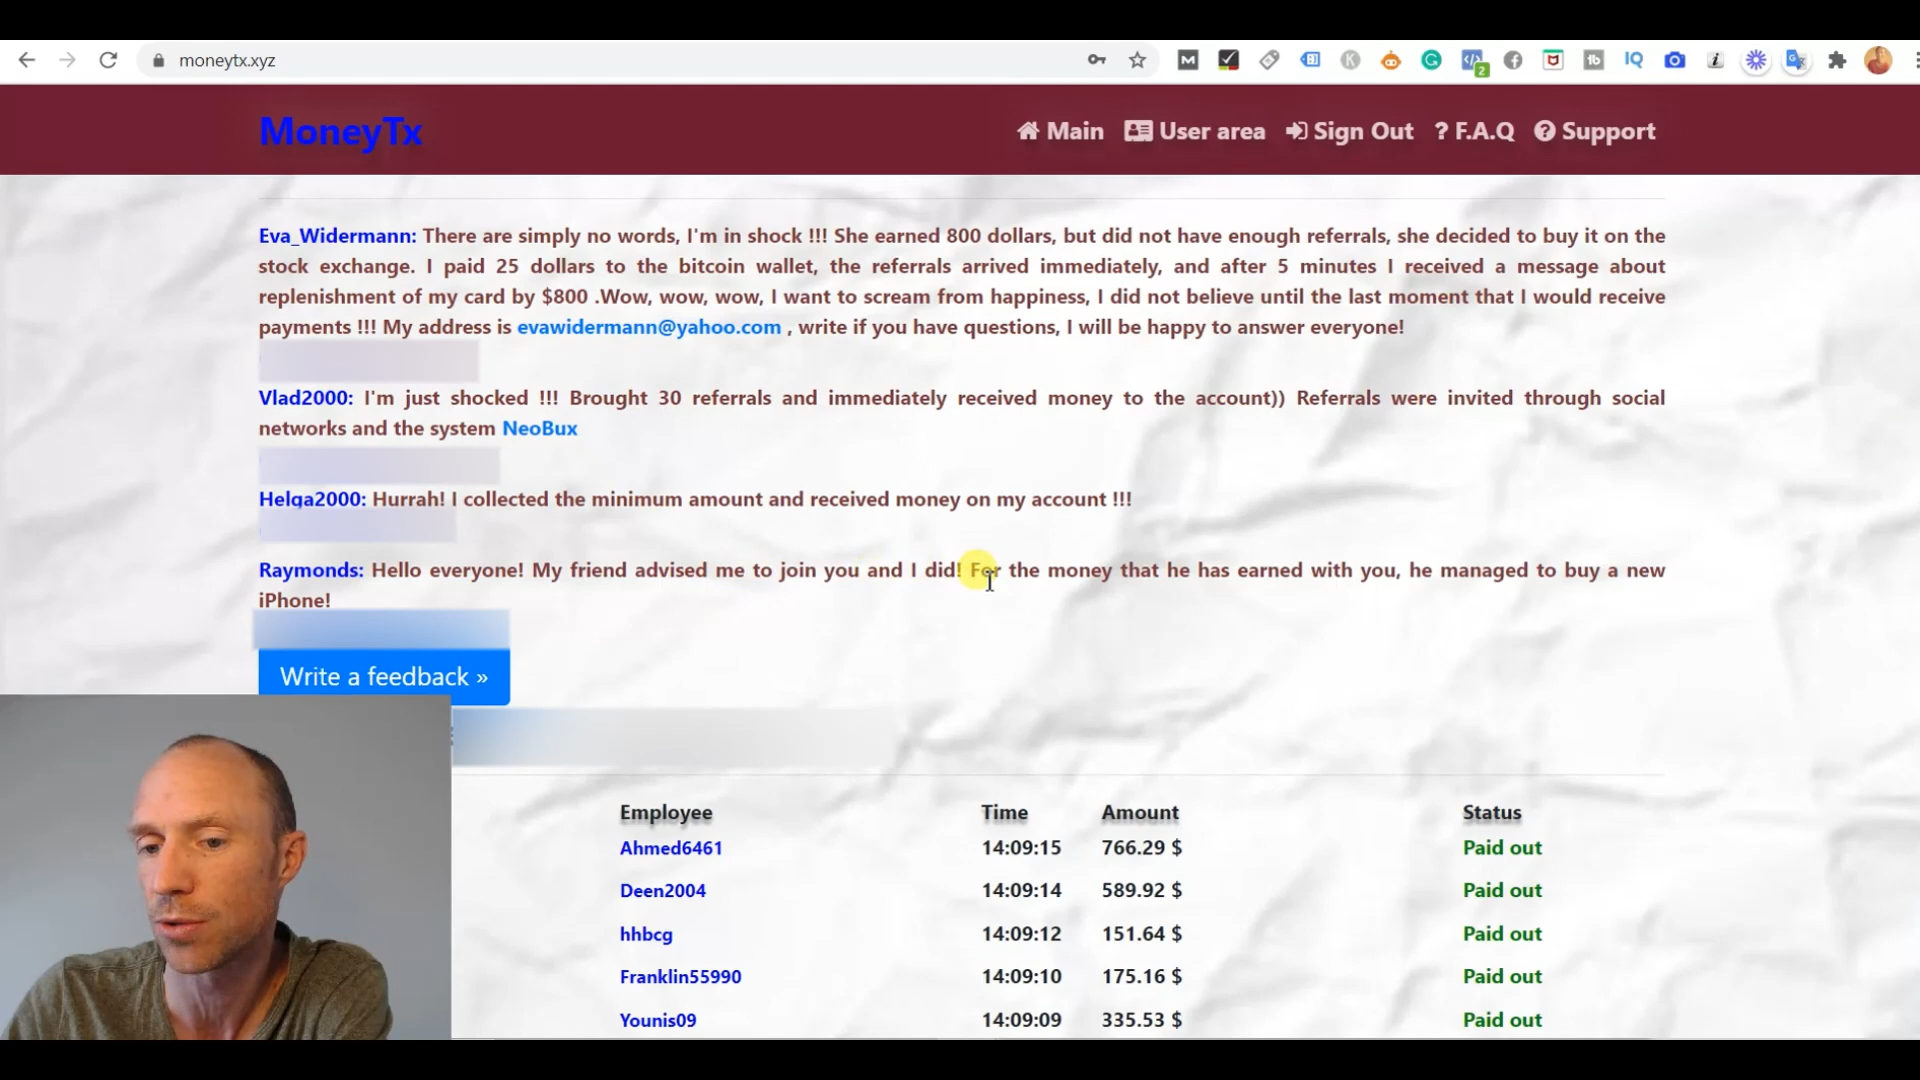 moneytx.xyz
2
MoneyTx
Main User area Sign Out ? F.A.Q Support
Eva_Widermann: There are simply no words, I'm in shock !!! She earned 800 dollars, but did not have enough referrals, she decided to buy it on the
stock exchange. I paid 25 dollars to the bitcoin wallet, the referrals arrived immediately, and after 5 minutes I received a message about
replenishment of my card by $800 .Wow, wow, wow, I want to scream from happiness, I did not believe until the last moment that I would receive
payments !!! My address is evawidermann@yahoo.com , write if you have questions, I will be happy to answer everyone!
Vlad2000: I'm just shocked !!! Brought 30 referrals and immediately received money to the account)) Referrals were invited through social
networks and the system NeoBux
Helga2000: Hurrah! I collected the minimum amount and received money on my account !!!
Raymonds: Hello everyone! My friend advised me to join you and I did! For the money that he has earned with you, he managed to buy a new
iPhone!
Write a feedback »
Employee Time Amount Status
Ahmed6461 14:09:15 766.29 $ Paid out
Deen2004 14:09:14 589.92 $ Paid out
hhbcg 14:09:12 151.64 $ Paid out
Franklin55990 14:09:10 175.16 $ Paid out
Younis09 14:09:09 335.53 $ Paid out